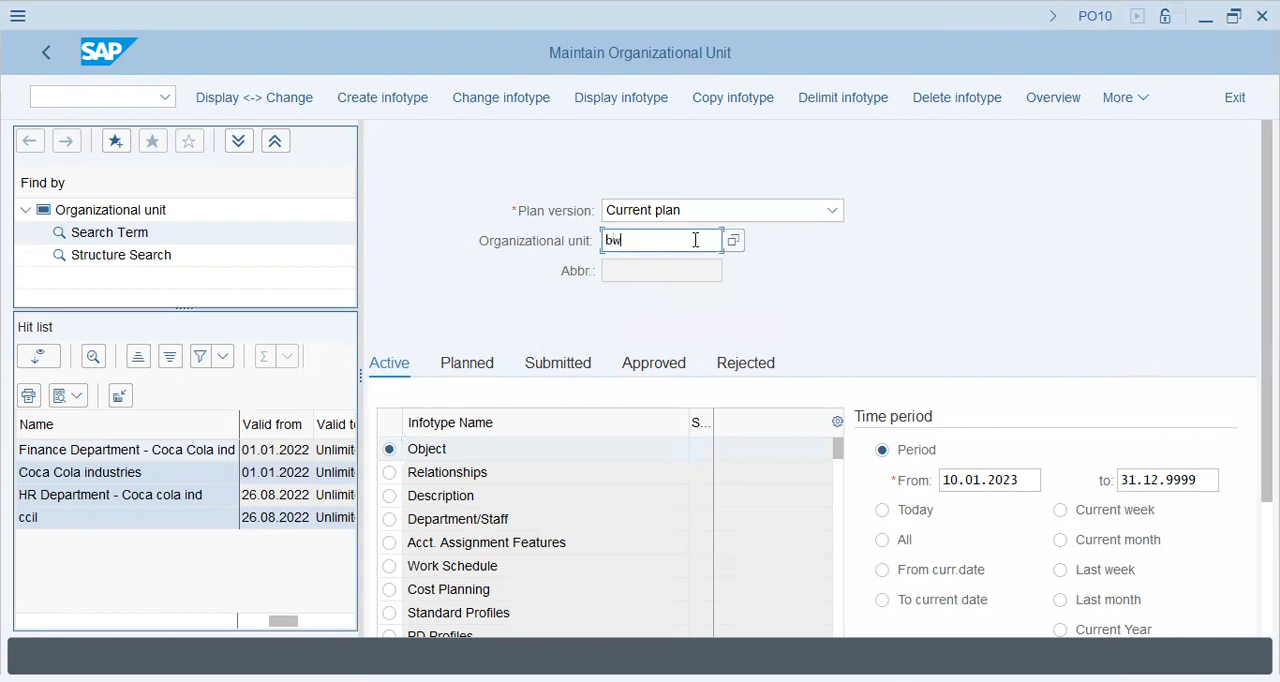 PO10
SAP
Maintain Organizational Unit
Display <-> Change Create infotype Change infotype Display infotype Copy infotype Delimit infotype Delete infotype Overview More Exit
Find by
Organizational unit
Search Term
Structure Search
*Plan version: Current plan
Organizational unit: bw
Abbr.:
Hit list
Name Valid from Valid to
Finance Department - Coca Cola ind 01.01.2022 Unlimit
Coca Cola industries 01.01.2022 Unlimit
HR Department - Coca cola ind 26.08.2022 Unlimit
ccil 26.08.2022 Unlimit
Active Planned Submitted Approved Rejected
Infotype Name S...
Object
Relationships
Description
Department/Staff
Acct. Assignment Features
Work Schedule
Cost Planning
Standard Profiles
PD Profiles
Time period
Period
*From: 10.01.2023 to: 31.12.9999
Today Current week
All Current month
From curr.date Last week
To current date Last month
Current Year